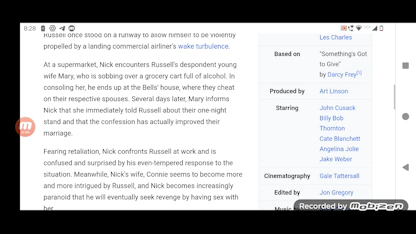 8:28
Russell once stood on a runway to allow himself to be violently
propelled by a landing commercial airliner's wake turbulence.
At a supermarket, Nick encounters Russell's despondent young
wife Mary, who is sobbing over a grocery cart full of alcohol. In
consoling her, he ends up at the Bells' house, where they cheat
on their respective spouses. Several days later, Mary informs
Nick that she immediately told Russell about their one-night
stand and that the confession has actually improved their
marriage.
Fearing retaliation, Nick confronts Russell at work and is
confused and surprised by his even-tempered response to the
situation. Meanwhile, Nick's wife, Connie seems to become more
and more intrigued by Russell, and Nick becomes increasingly
paranoid that he will eventually seek revenge by having sex with
her.
Les Charles
Based on "Something's Got
to Give"
by Darcy Frey[1]
Produced by Art Linson
Starring John Cusack
Billy Bob
Thornton
Cate Blanchett
Angelina Jolie
Jake Weber
Cinematography Gale Tattersall
Edited by Jon Gregory
Music
Recorded by Mobizen